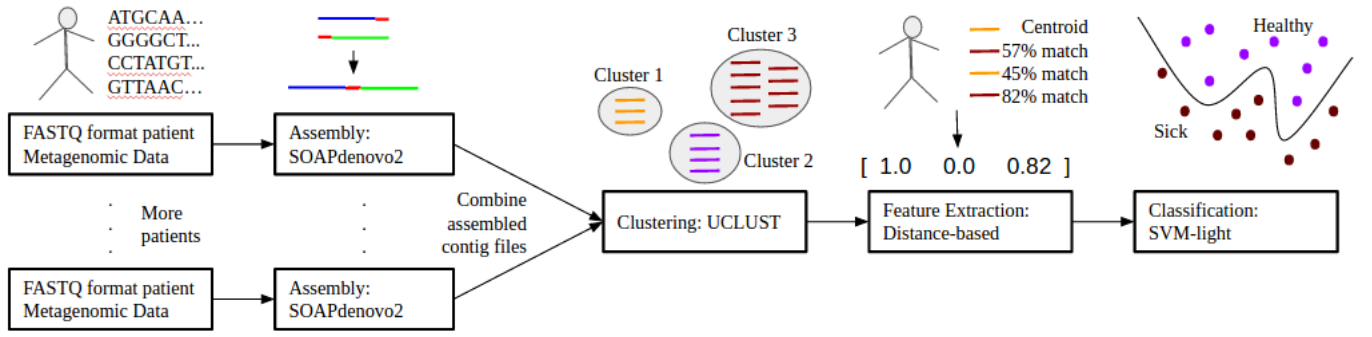 ATGCAA...
GGGGCT...
CCTATGT...
GTTAAC...
FASTQ format patient
Metagenomic Data
Assembly:
SOAPdenovo2
. . . More
patients
. . .
FASTQ format patient
Metagenomic Data
Assembly:
SOAPdenovo2
Combine
assembled
contig files
Cluster 1
Cluster 3
Cluster 2
Clustering: UCLUST
Centroid
57% match
45% match
82% match
[ 1.0 0.0 0.82 ]
Feature Extraction:
Distance-based
Healthy
Sick
Classification:
SVM-light